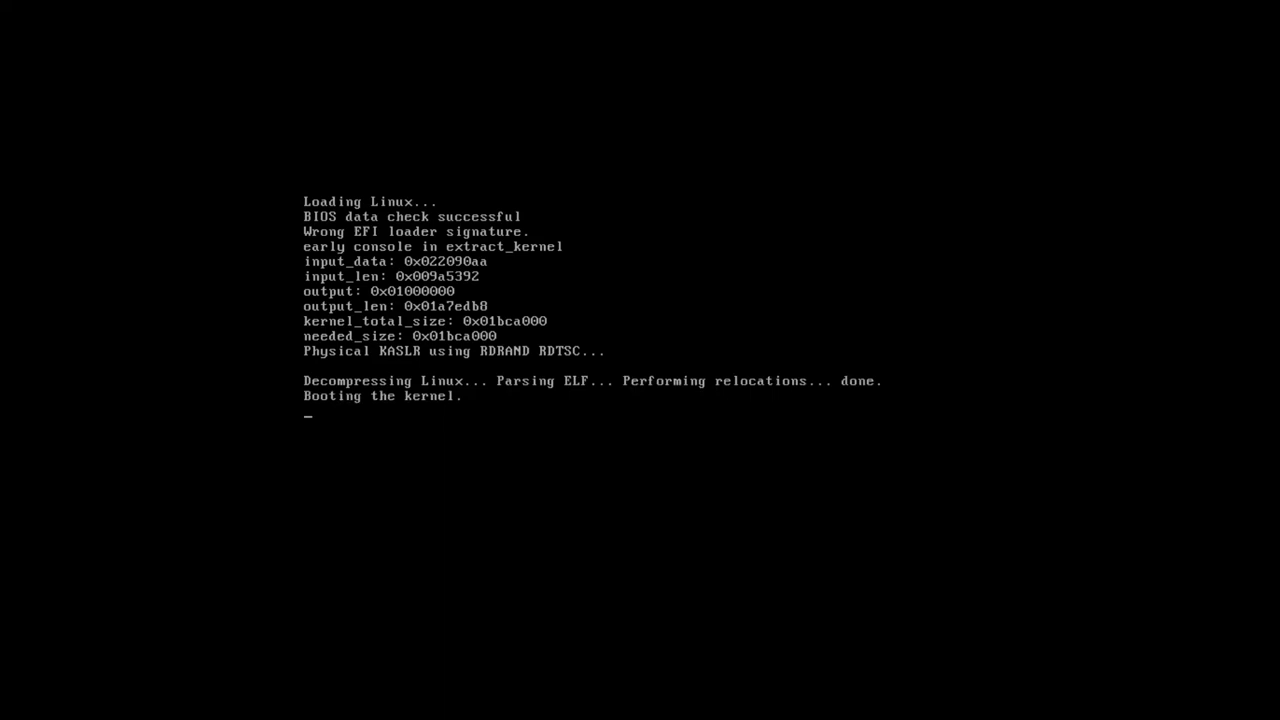 Loading Linux...
BIOS data check successful
Wrong EFI loader signature.
early console in extract_kernel
input_data: 0x022090aa
input_len: 0x009a5392
output: 0x01000000
output_len: 0x01a7edb8
kernel_total_size: 0x01bca000
needed_size: 0x01bca000
Physical KASLR using RDRAND RDTSC...
Decompressing Linux... Parsing ELF... Performing relocations... done.
Booting the kernel.
_